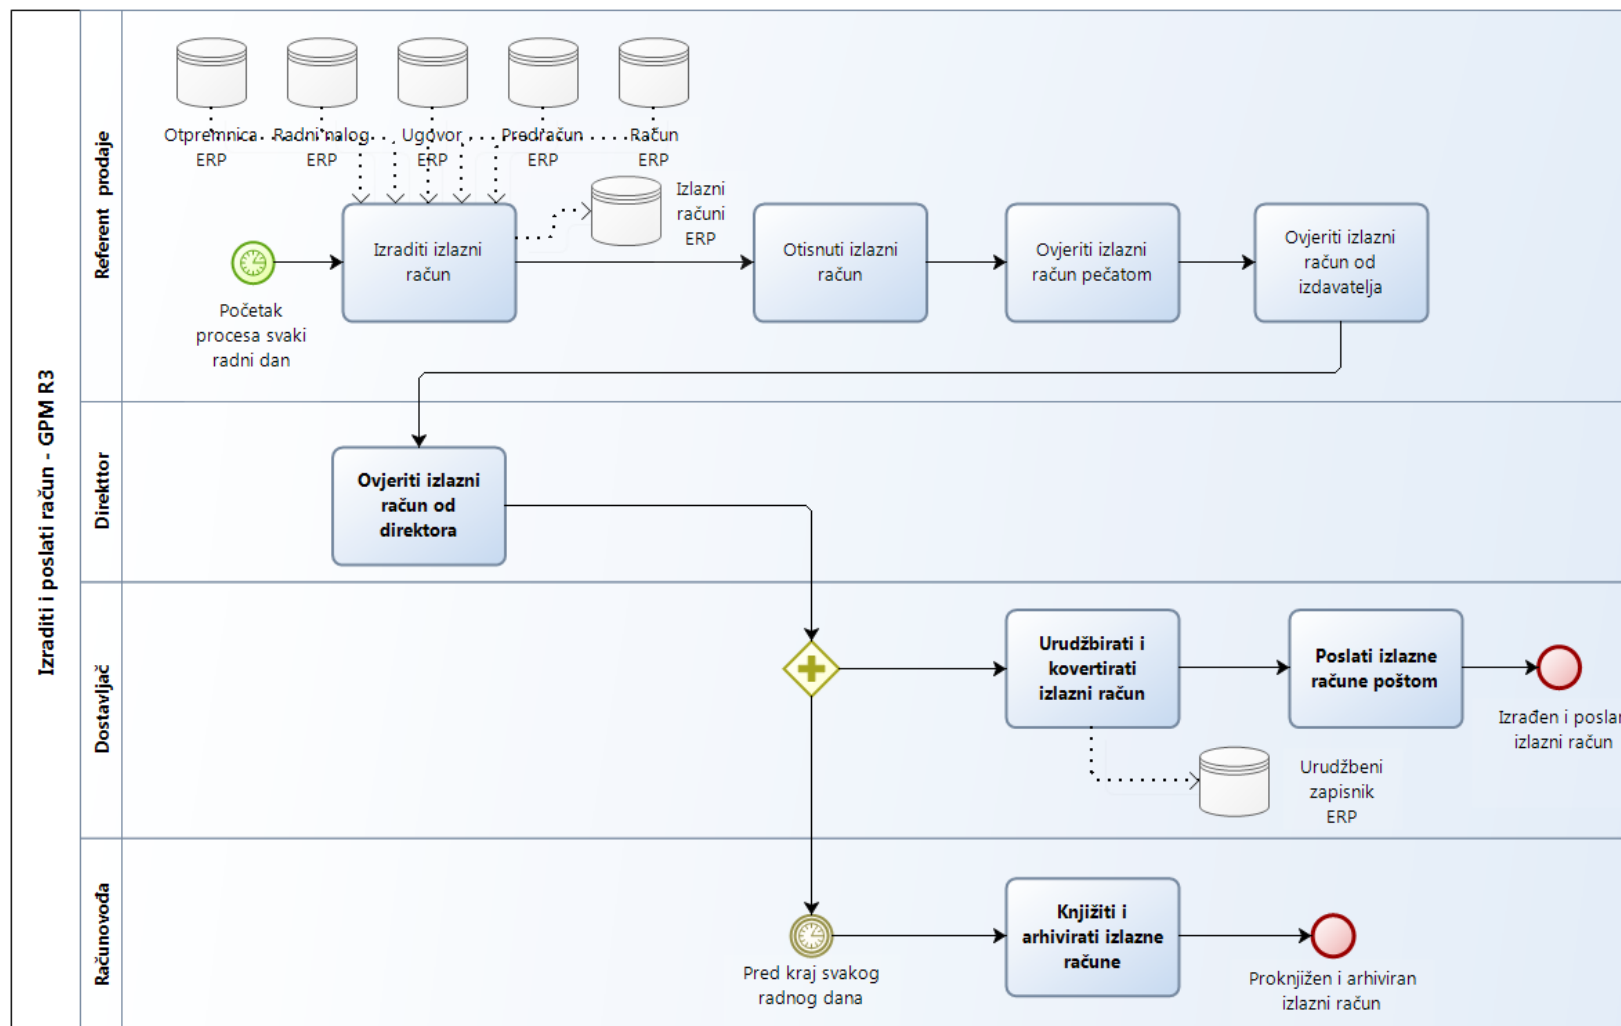 Izraditi i poslati račun - GPM R3
Referent prodaje
Otpremnica
ERP
Radni nalog
ERP
Ugovor
ERP
Predračun
ERP
Račun
ERP
Izlazni
računi
ERP
Početak
procesa svaki
radni dan
Izraditi izlazni
račun
Otisnuti izlazni
račun
Ovjeriti izlazni
račun pečatom
Ovjeriti izlazni
račun od
izdavatelja
Direkttor
Ovjeriti izlazni
račun od
direktora
Dostavljač
Urudžbirati i
kovertirati
izlazni račun
Poslati izlazne
račune poštom
Izrađen i poslan
izlazni račun
Urudžbeni
zapisnik
ERP
Računovođa
Pred kraj svakog
radnog dana
Knjižiti i
arhivirati izlazne
račune
Proknjižen i arhiviran
izlazni račun